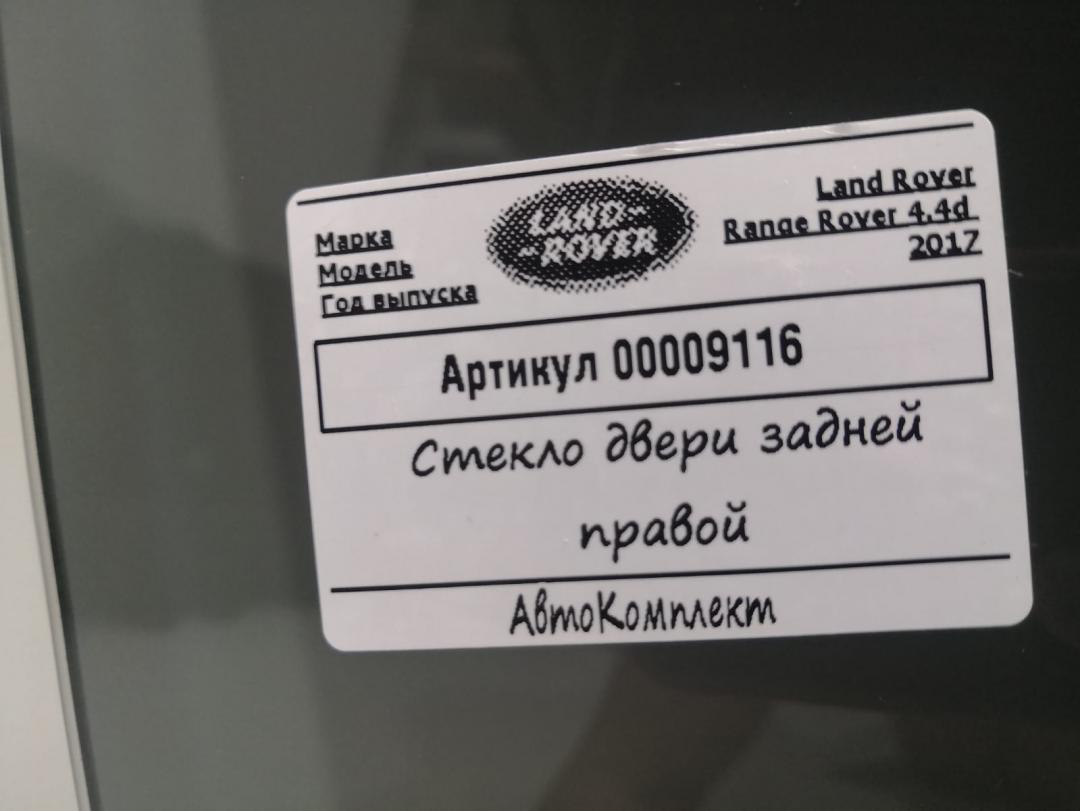 Марка Land Rover
Модель Range Rover 4.4d
Год выпуска 2017
LAND-
-ROVER
Артикул 00009116
Стекло двери задней
правой
АвтоКомплект